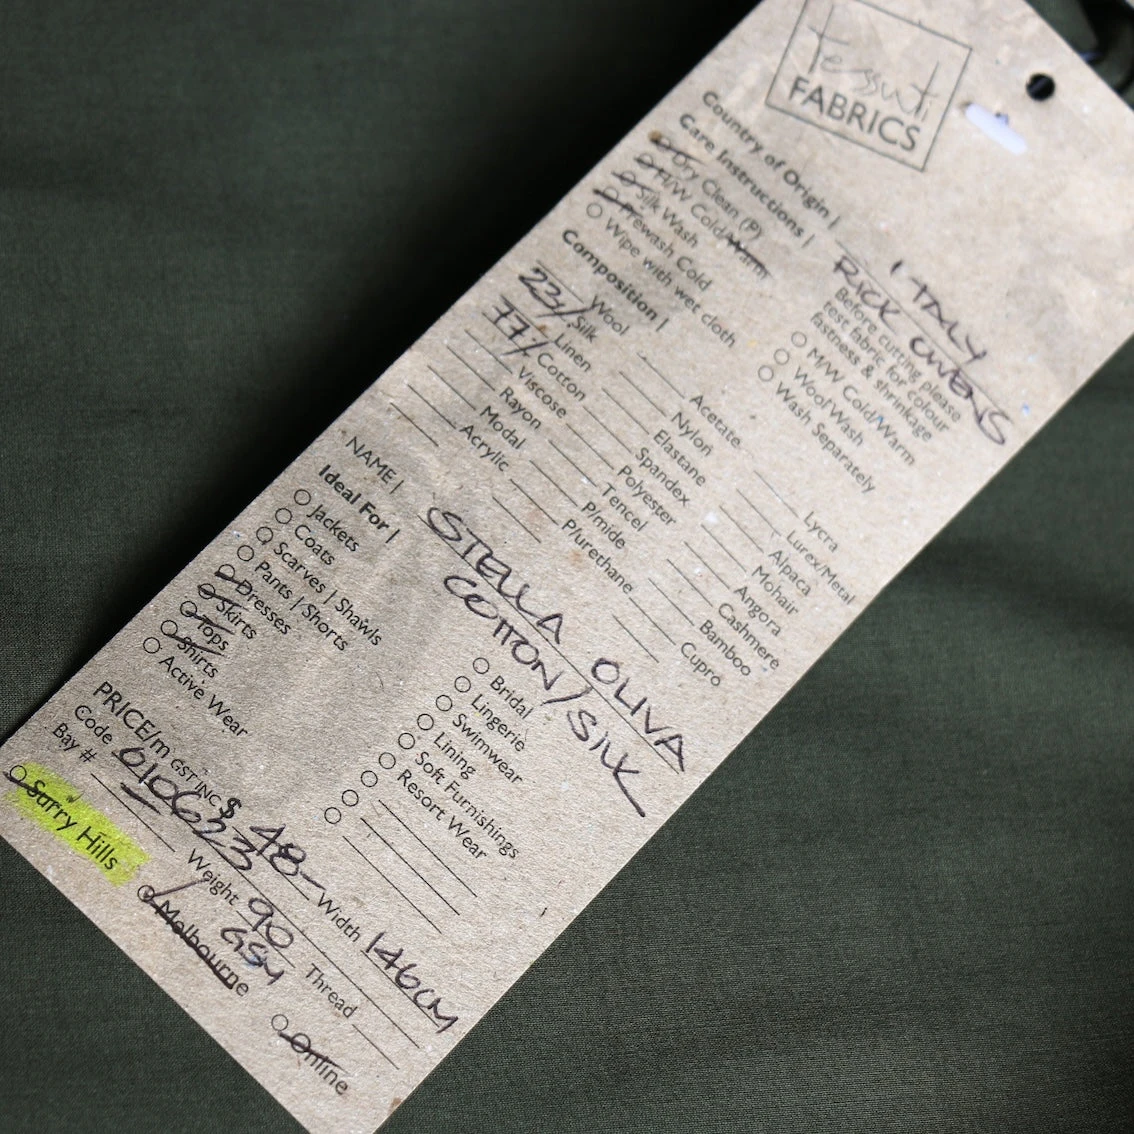 Tessuti
FABRICS
Country of Origin | ITALY
RICK OWENS
Care Instructions |
Before cutting please
test fabric for colour
fastness & shrinkage
Dry Clean (P)
H/W Cold/Warm
Silk Wash
Prewash Cold
Wipe with wet cloth
M/W Cold/Warm
Wool Wash
Wash Separately
Composition |
Wool
23% Silk
Linen
77% Cotton
Viscose
Rayon
Modal
Acrylic
Acetate
Nylon
Elastane
Spandex
Polyester
Tencel
P/mide
P/urethane
Lycra
Lurex/Metal
Alpaca
Mohair
Angora
Cashmere
Bamboo
Cupro
NAME | STELLA OLIVA
COTTON/SILK
Ideal For |
Jackets
Coats
Scarves | Shawls
Pants | Shorts
Dresses
Skirts
Tops
Shirts
Active Wear
Bridal
Lingerie
Swimwear
Lining
Soft Furnishings
Resort Wear
PRICE/m GST INC $ 48- Width 146CM
Code 0106223
Bay #
Weight 90 GSM
Thread
Surry Hills
Melbourne
Online